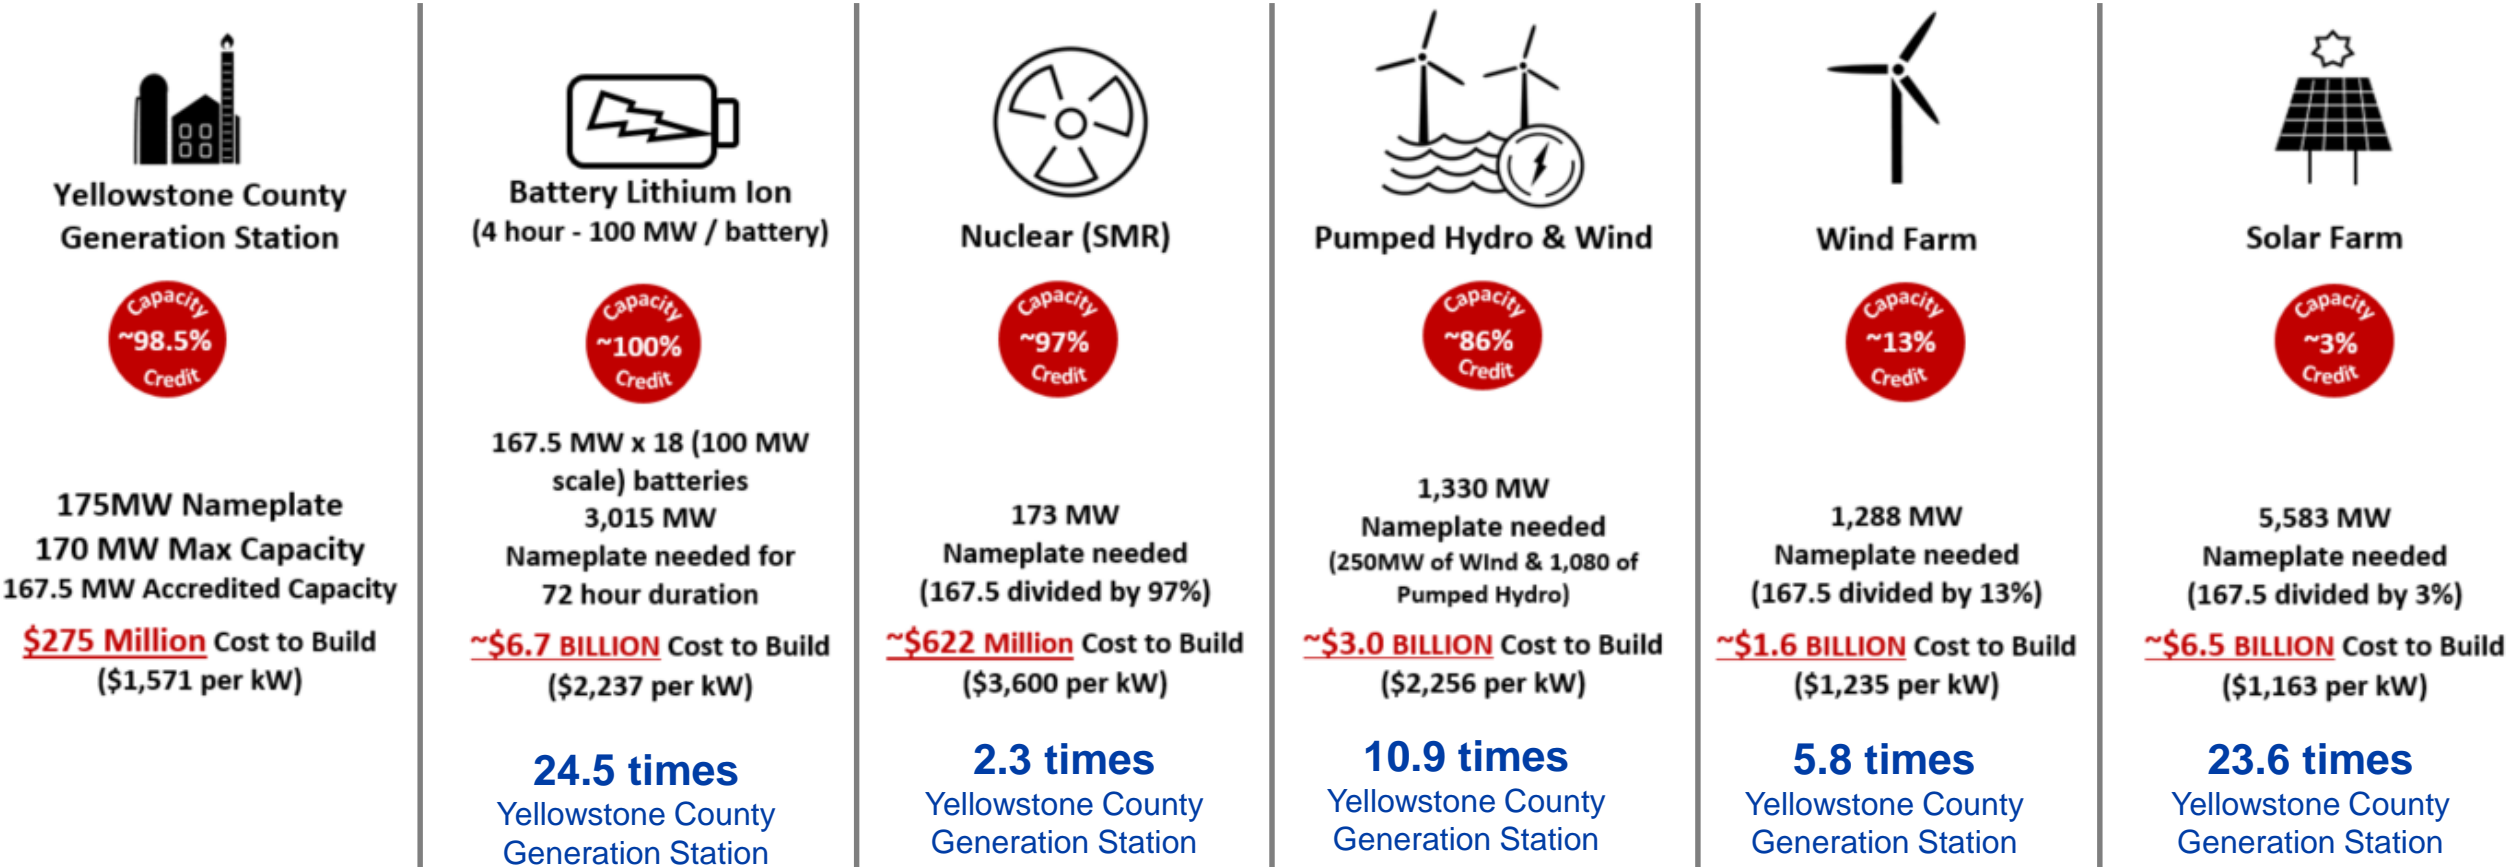 Yellowstone County
Generation Station
Capacity
~98.5%
Credit
175MW Nameplate
170 MW Max Capacity
167.5 MW Accredited Capacity
$275 Million Cost to Build
($1,571 per kW)
Battery Lithium Ion
(4 hour - 100 MW / battery)
Capacity
~100%
Credit
167.5 MW x 18 (100 MW
scale) batteries
3,015 MW
Nameplate needed for
72 hour duration
~$6.7 BILLION Cost to Build
($2,237 per kW)
24.5 times
Yellowstone County
Generation Station
Nuclear (SMR)
Capacity
~97%
Credit
173 MW
Nameplate needed
(167.5 divided by 97%)
~$622 Million Cost to Build
($3,600 per kW)
2.3 times
Yellowstone County
Generation Station
Pumped Hydro & Wind
Capacity
~86%
Credit
1,330 MW
Nameplate needed
(250MW of WInd & 1,080 of
Pumped Hydro)
~$3.0 BILLION Cost to Build
($2,256 per kW)
10.9 times
Yellowstone County
Generation Station
Wind Farm
Capacity
~13%
Credit
1,288 MW
Nameplate needed
(167.5 divided by 13%)
~$1.6 BILLION Cost to Build
($1,235 per kW)
5.8 times
Yellowstone County
Generation Station
Solar Farm
Capacity
~3%
Credit
5,583 MW
Nameplate needed
(167.5 divided by 3%)
~$6.5 BILLION Cost to Build
($1,163 per kW)
23.6 times
Yellowstone County
Generation Station